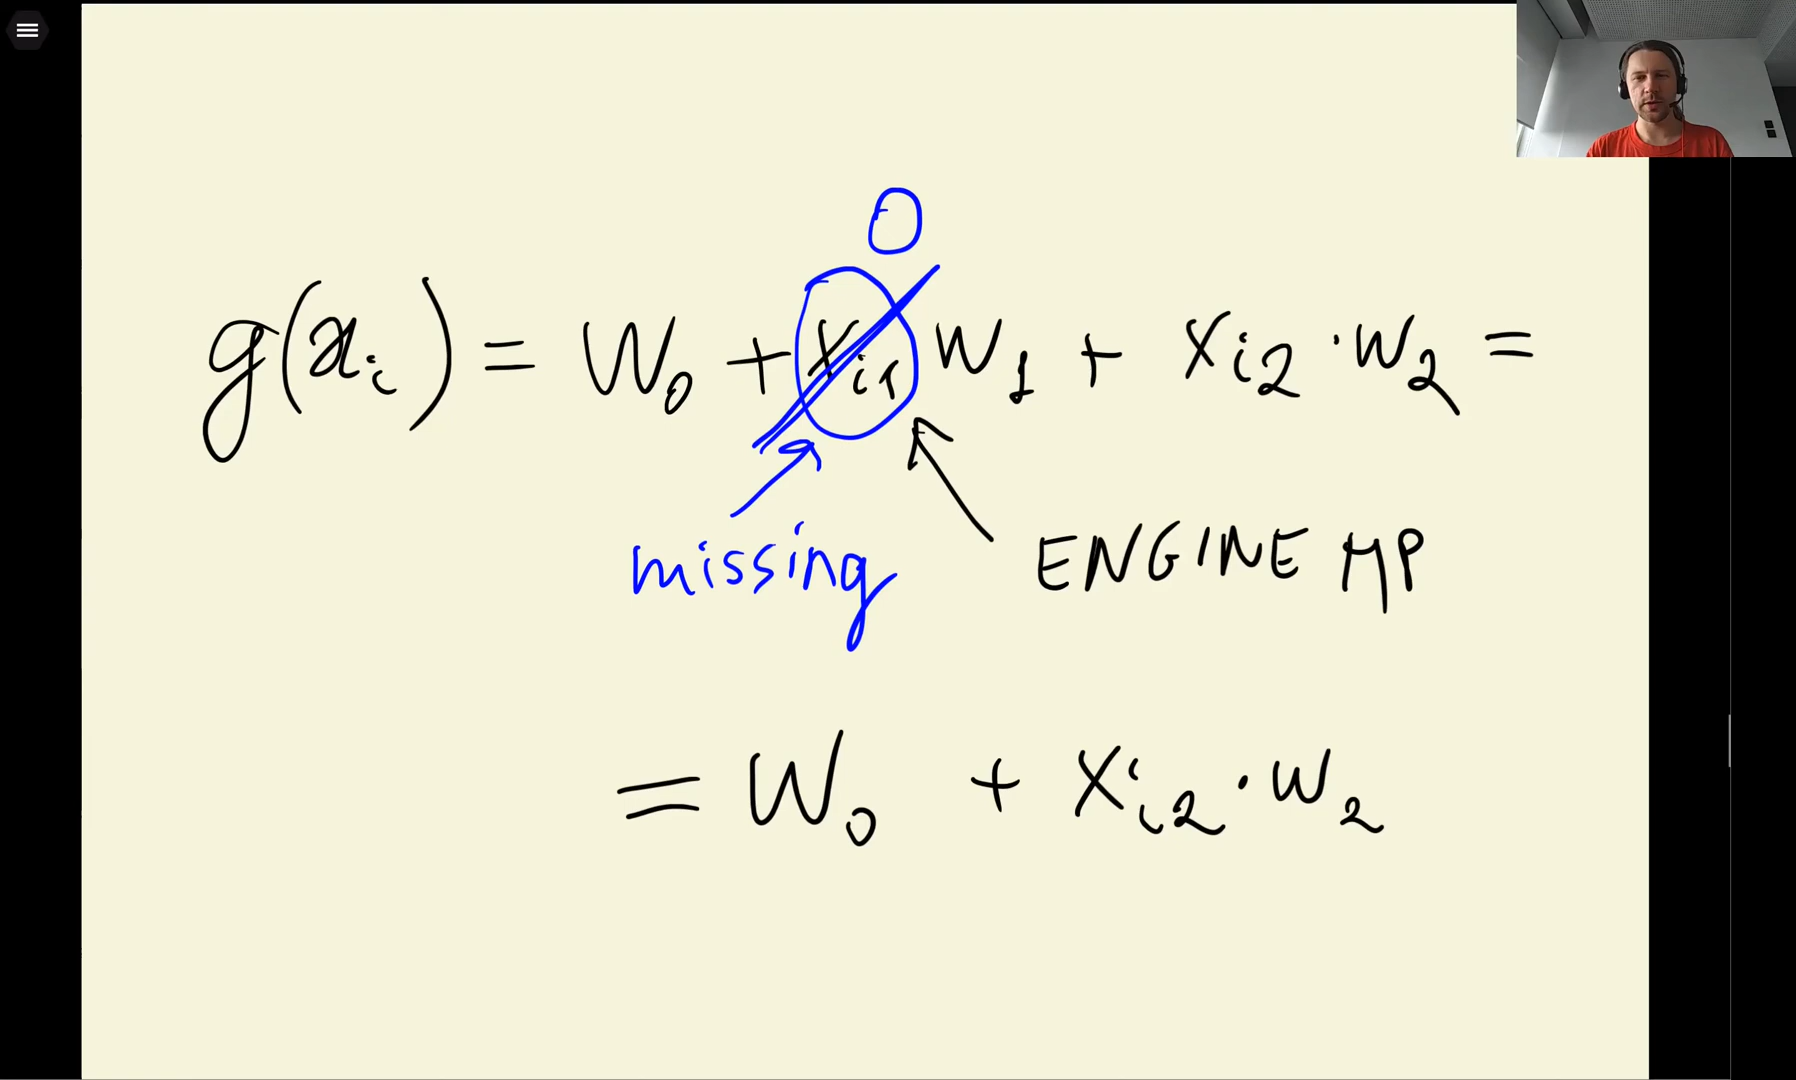 0
g(xᵢ) = W₀ + xᵢ₁ W₁ + xᵢ₂ · W₂ =
missing ENGINE HP
= W₀ + xᵢ₂ · W₂